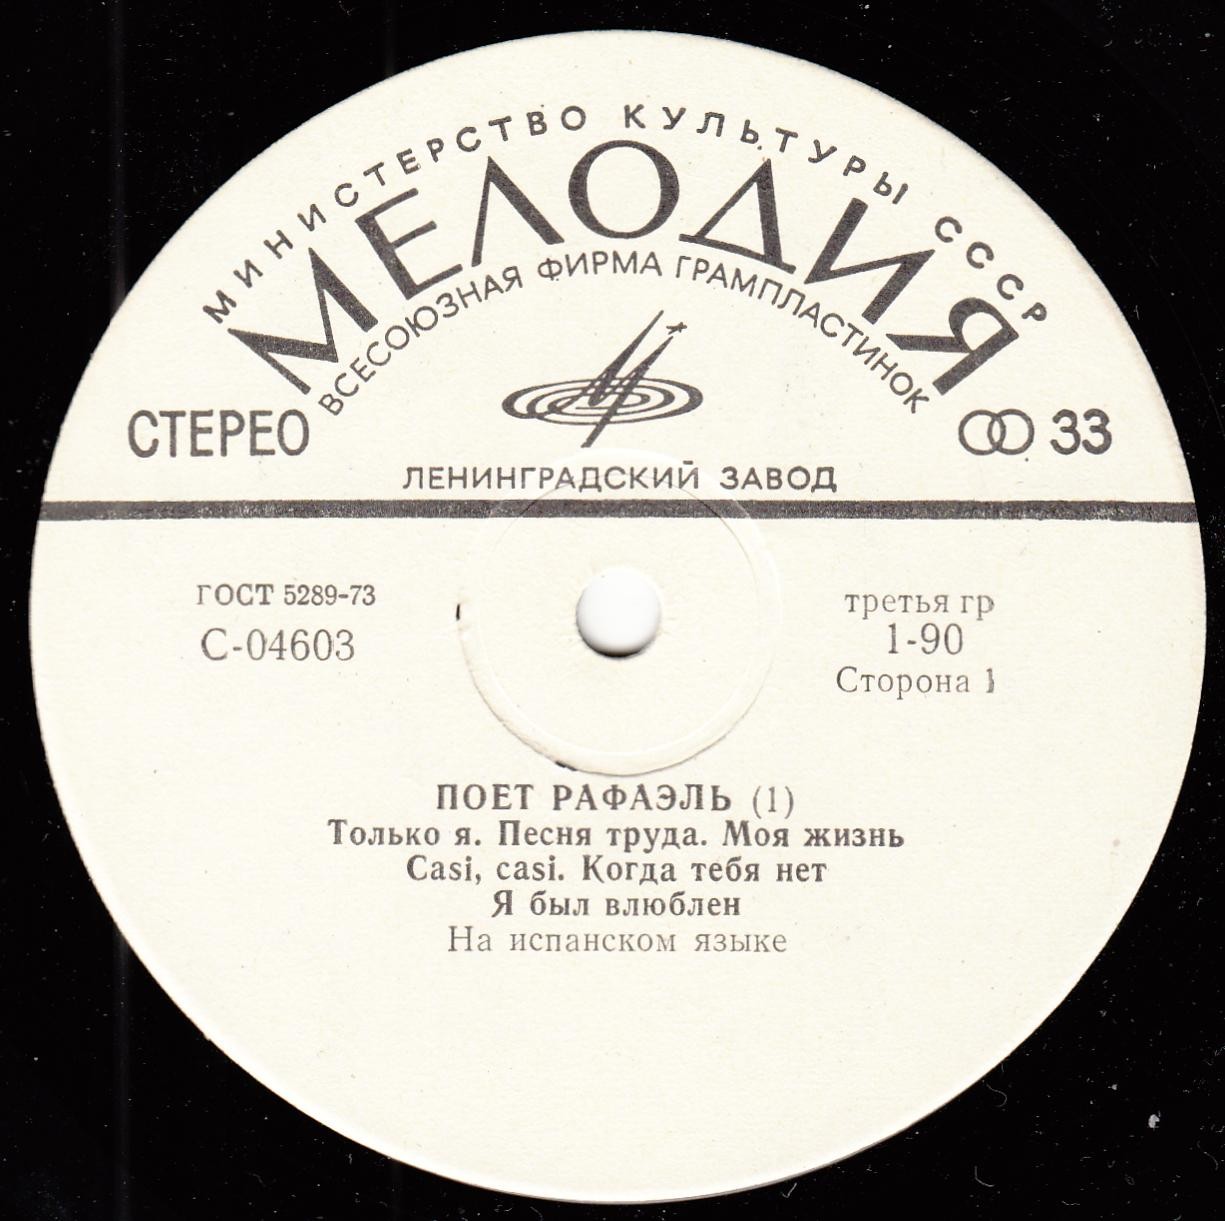 МИНИСТЕРСТВО КУЛЬТУРЫ СССР
МЕЛОДИЯ
ВСЕСОЮЗНАЯ ФИРМА ГРАМПЛАСТИНОК
СТЕРЕО
33
ЛЕНИНГРАДСКИЙ ЗАВОД
ГОСТ 5289-73
С-04603
третья гр
1-90
Сторона 1
ПОЕТ РАФАЭЛЬ (1)
Только я. Песня труда. Моя жизнь
Casi, casi. Когда тебя нет
Я был влюблен
На испанском языке